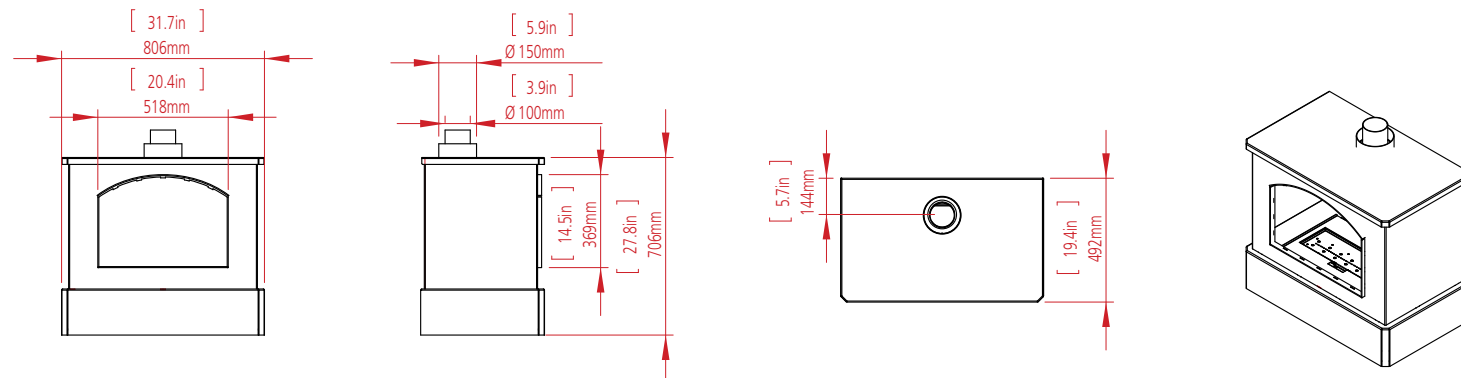 [ 31.7in ]
806mm
[ 20.4in ]
518mm
[ 5.9in ]
Ø 150mm
[ 3.9in ]
Ø 100mm
[ 14.5in ]
369mm
[ 27.8in ]
706mm
[ 5.7in ]
144mm
[ 19.4in ]
492mm